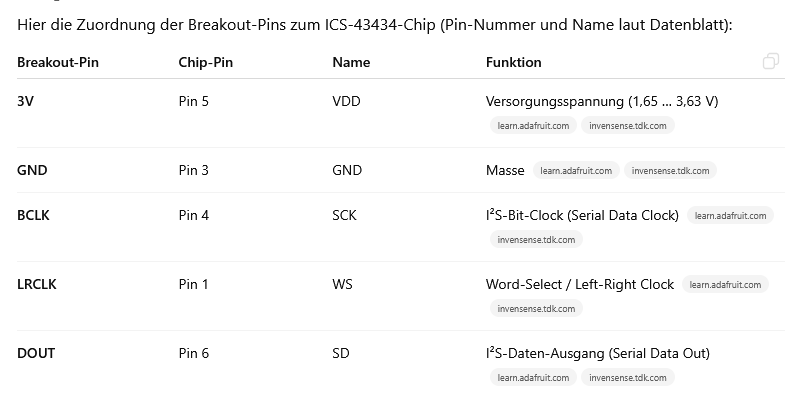 Hier die Zuordnung der Breakout-Pins zum ICS-43434-Chip (Pin-Nummer und Name laut Datenblatt):
Breakout-Pin Chip-Pin Name Funktion
3V Pin 5 VDD Versorgungsspannung (1,65 … 3,63 V)
learn.adafruit.com invensense.tdk.com
GND Pin 3 GND Masse learn.adafruit.com invensense.tdk.com
BCLK Pin 4 SCK I²S-Bit-Clock (Serial Data Clock) learn.adafruit.com
invensense.tdk.com
LRCLK Pin 1 WS Word-Select / Left-Right Clock learn.adafruit.com
invensense.tdk.com
DOUT Pin 6 SD I²S-Daten-Ausgang (Serial Data Out)
learn.adafruit.com invensense.tdk.com